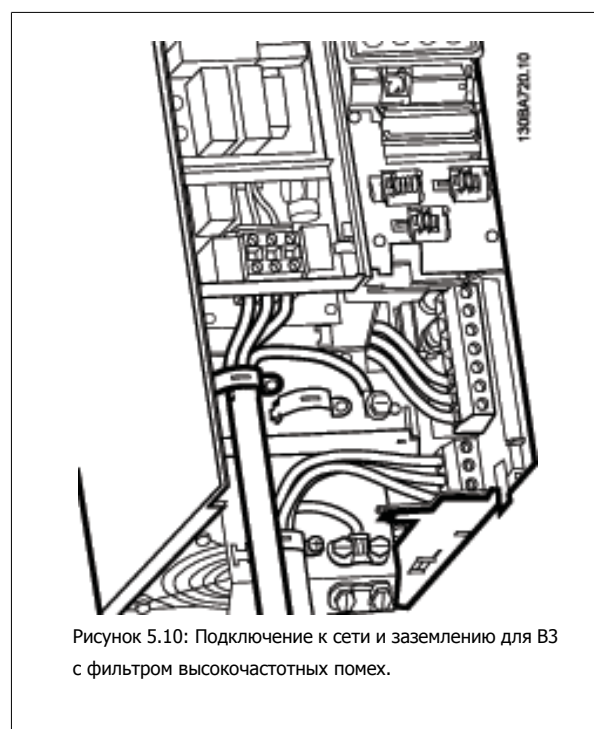 130BA720.10
Рисунок 5.10: Подключение к сети и заземлению для B3
с фильтром высокочастотных помех.